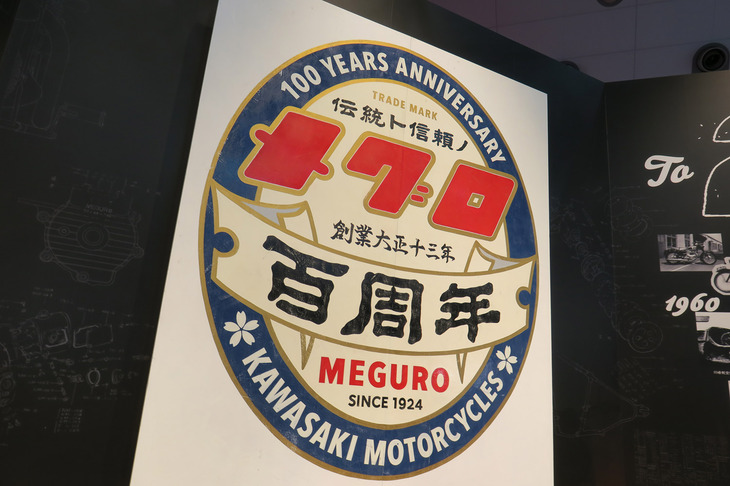 100 YEARS ANNIVERSARY
TRADE MARK
伝統ト信頼ノ
メグロ
創業大正十三年
百周年
MEGURO
SINCE 1924
KAWASAKI MOTORCYCLES
To
1960